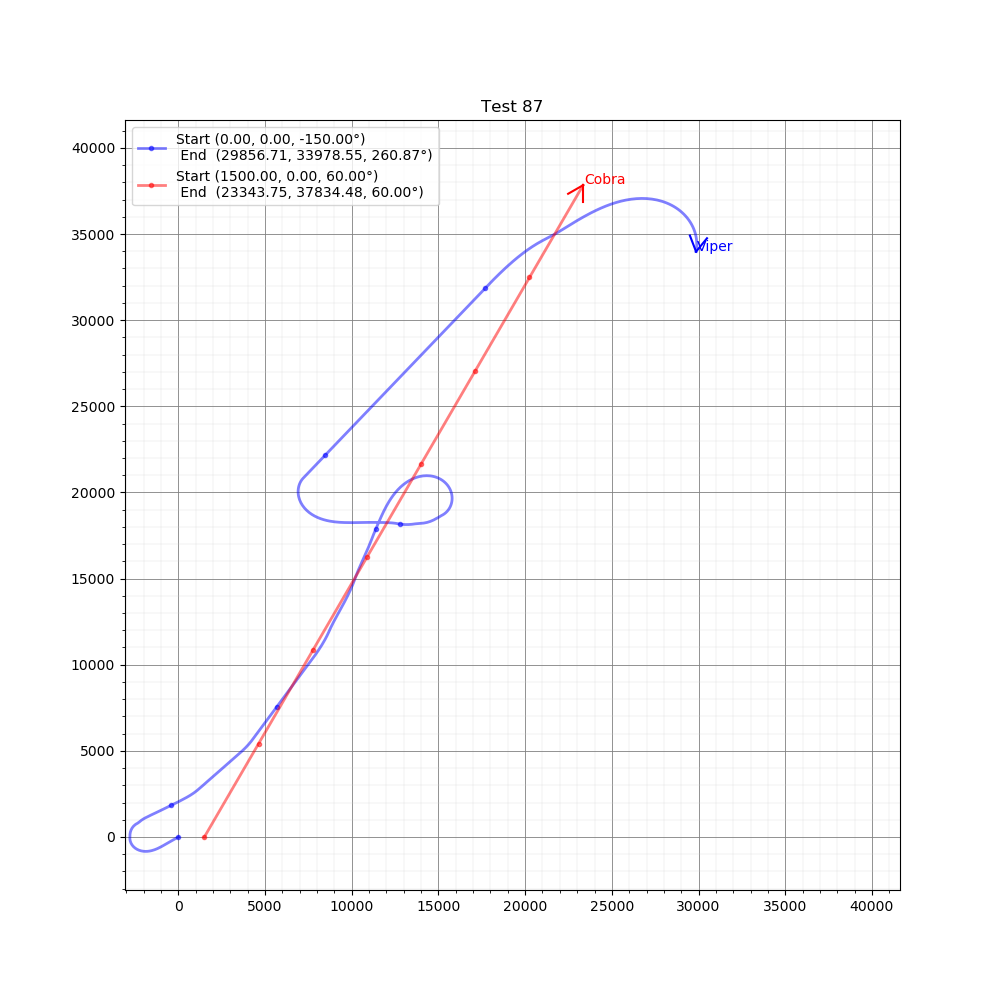 Test 87
Start (0.00, 0.00, -150.00°)
End (29856.71, 33978.55, 260.87°)
Start (1500.00, 0.00, 60.00°)
End (23343.75, 37834.48, 60.00°)
Cobra
Viper
40000
35000
30000
25000
20000
15000
10000
5000
0
0 5000 10000 15000 20000 25000 30000 35000 40000